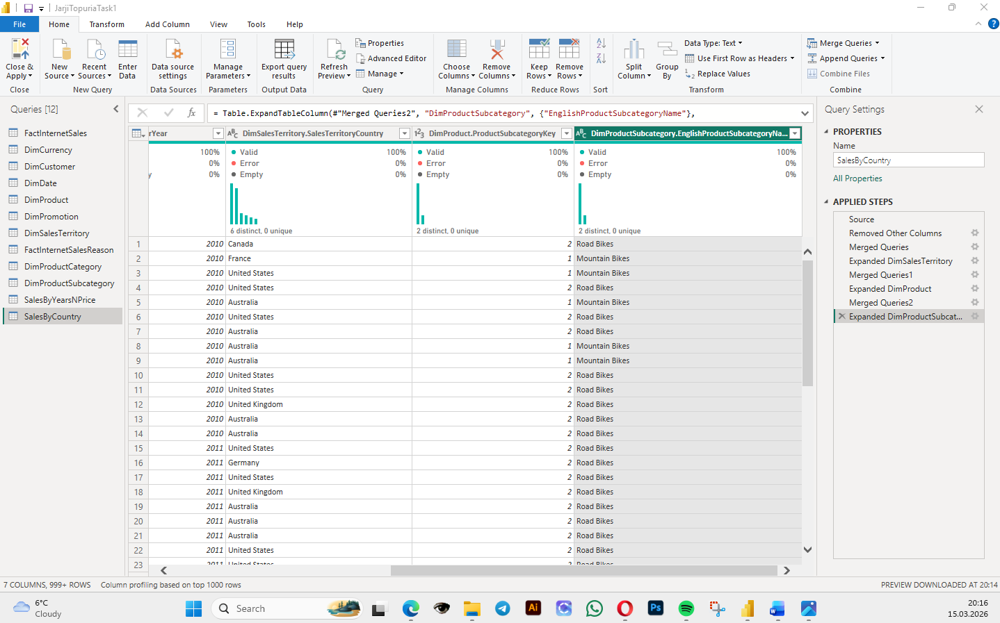 JarjiTopuriaTask1
File Home Transform Add Column View Tools Help
Close & Apply
New Source
Recent Sources
Enter Data
Data source settings
Manage Parameters
Export query results
Refresh Preview
Properties
Advanced Editor
Manage
Choose Columns
Remove Columns
Keep Rows
Remove Rows
Split Column
Group By
Data Type: Text
Use First Row as Headers
Replace Values
Merge Queries
Append Queries
Combine Files
Close New Query Data Sources Parameters Output Data Query Manage Columns Reduce Rows Sort Transform Combine
Queries [12]
FactInternetSales
DimCurrency
DimCustomer
DimDate
DimProduct
DimPromotion
DimSalesTerritory
FactInternetSalesReason
DimProductCategory
DimProductSubcategory
SalesByYearsNPrice
SalesByCountry
fx = Table.ExpandTableColumn(#"Merged Queries2", "DimProductSubcategory", {"EnglishProductSubcategoryName"},
rYear ABC DimSalesTerritory.SalesTerritoryCountry 123 DimProduct.ProductSubcategoryKey ABC DimProductSubcategory.EnglishProductSubcategoryNa...
100% Valid 100% Valid 100% Valid 100%
0% Error 0% Error 0% Error 0%
y 0% Empty 0% Empty 0% Empty 0%
6 distinct, 0 unique 2 distinct, 0 unique 2 distinct, 0 unique
1 2010 Canada 2 Road Bikes
2 2010 France 1 Mountain Bikes
3 2010 United States 1 Mountain Bikes
4 2010 United States 2 Road Bikes
5 2010 Australia 1 Mountain Bikes
6 2010 United States 2 Road Bikes
7 2010 Australia 2 Road Bikes
8 2010 Australia 1 Mountain Bikes
9 2010 Australia 1 Mountain Bikes
10 2010 United States 2 Road Bikes
11 2010 United States 2 Road Bikes
12 2010 United Kingdom 2 Road Bikes
13 2010 Australia 2 Road Bikes
14 2010 Australia 2 Road Bikes
15 2011 United States 2 Road Bikes
16 2011 Germany 2 Road Bikes
17 2011 United States 2 Road Bikes
18 2011 United Kingdom 2 Road Bikes
19 2011 Australia 2 Road Bikes
20 2011 Australia 2 Road Bikes
21 2011 Australia 2 Road Bikes
22 2011 United States 2 Road Bikes
23 2011 United States 2 Road Bikes
Query Settings
PROPERTIES
Name
SalesByCountry
All Properties
APPLIED STEPS
Source
Removed Other Columns
Merged Queries
Expanded DimSalesTerritory
Merged Queries1
Expanded DimProduct
Merged Queries2
Expanded DimProductSubcat...
7 COLUMNS, 999+ ROWS Column profiling based on top 1000 rows PREVIEW DOWNLOADED AT 20:14
6°C
Cloudy
Search
Ai
Ps
20:16
15.03.2026